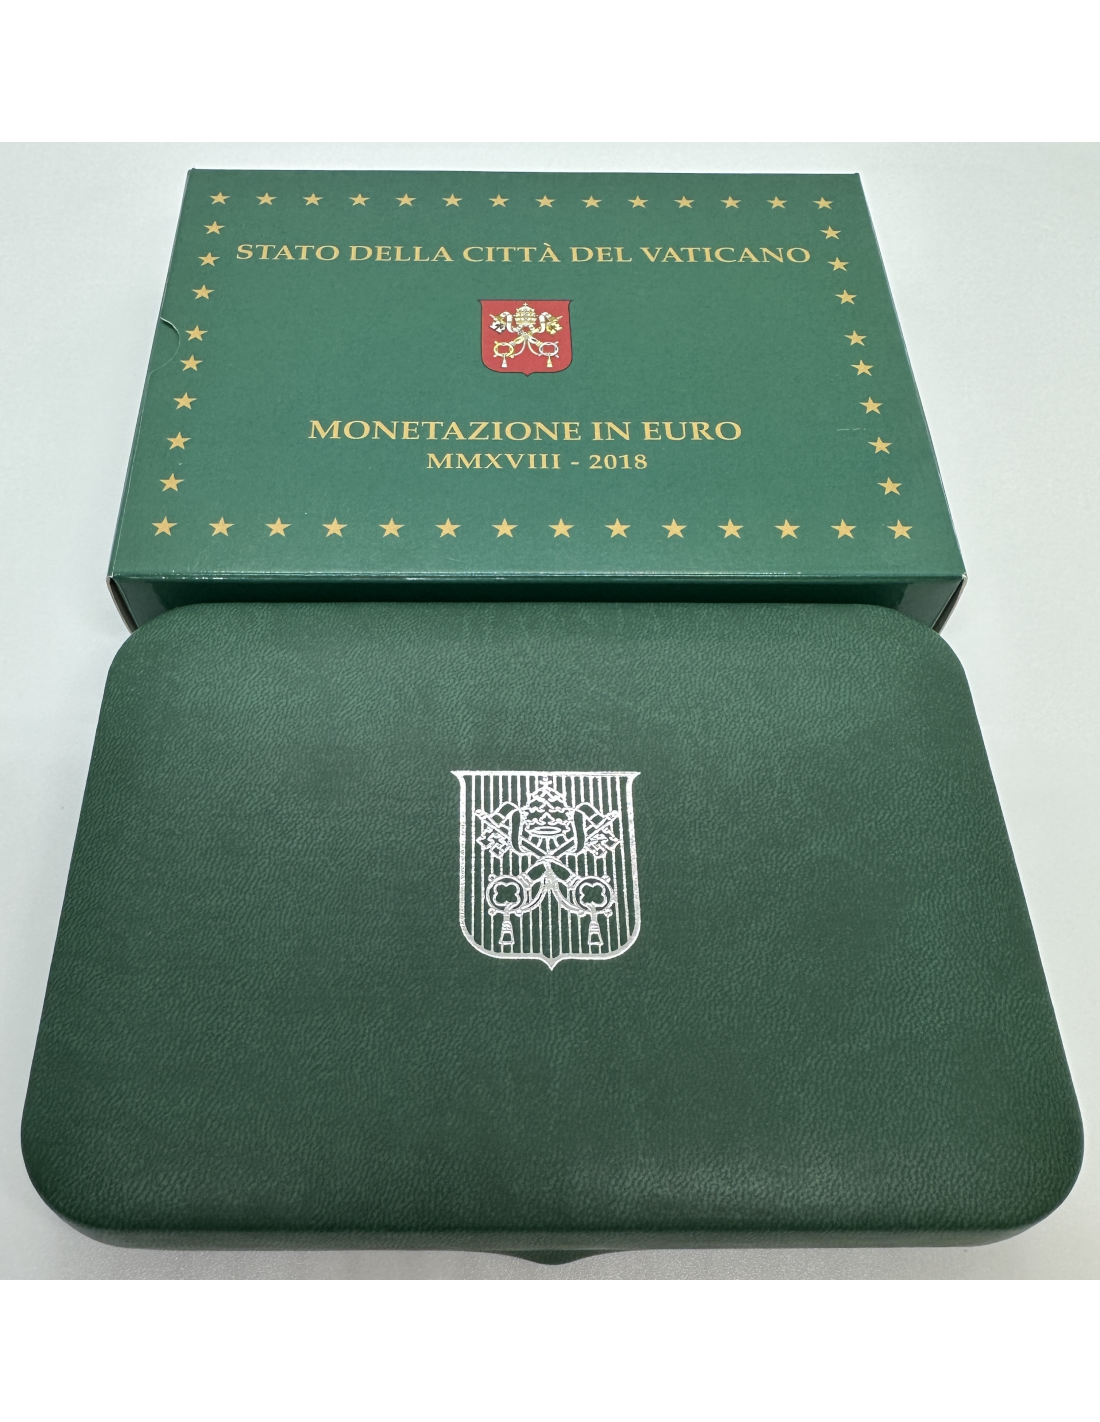 STATO DELLA CITTÀ DEL VATICANO
MONETAZIONE IN EURO
MMXVIII - 2018